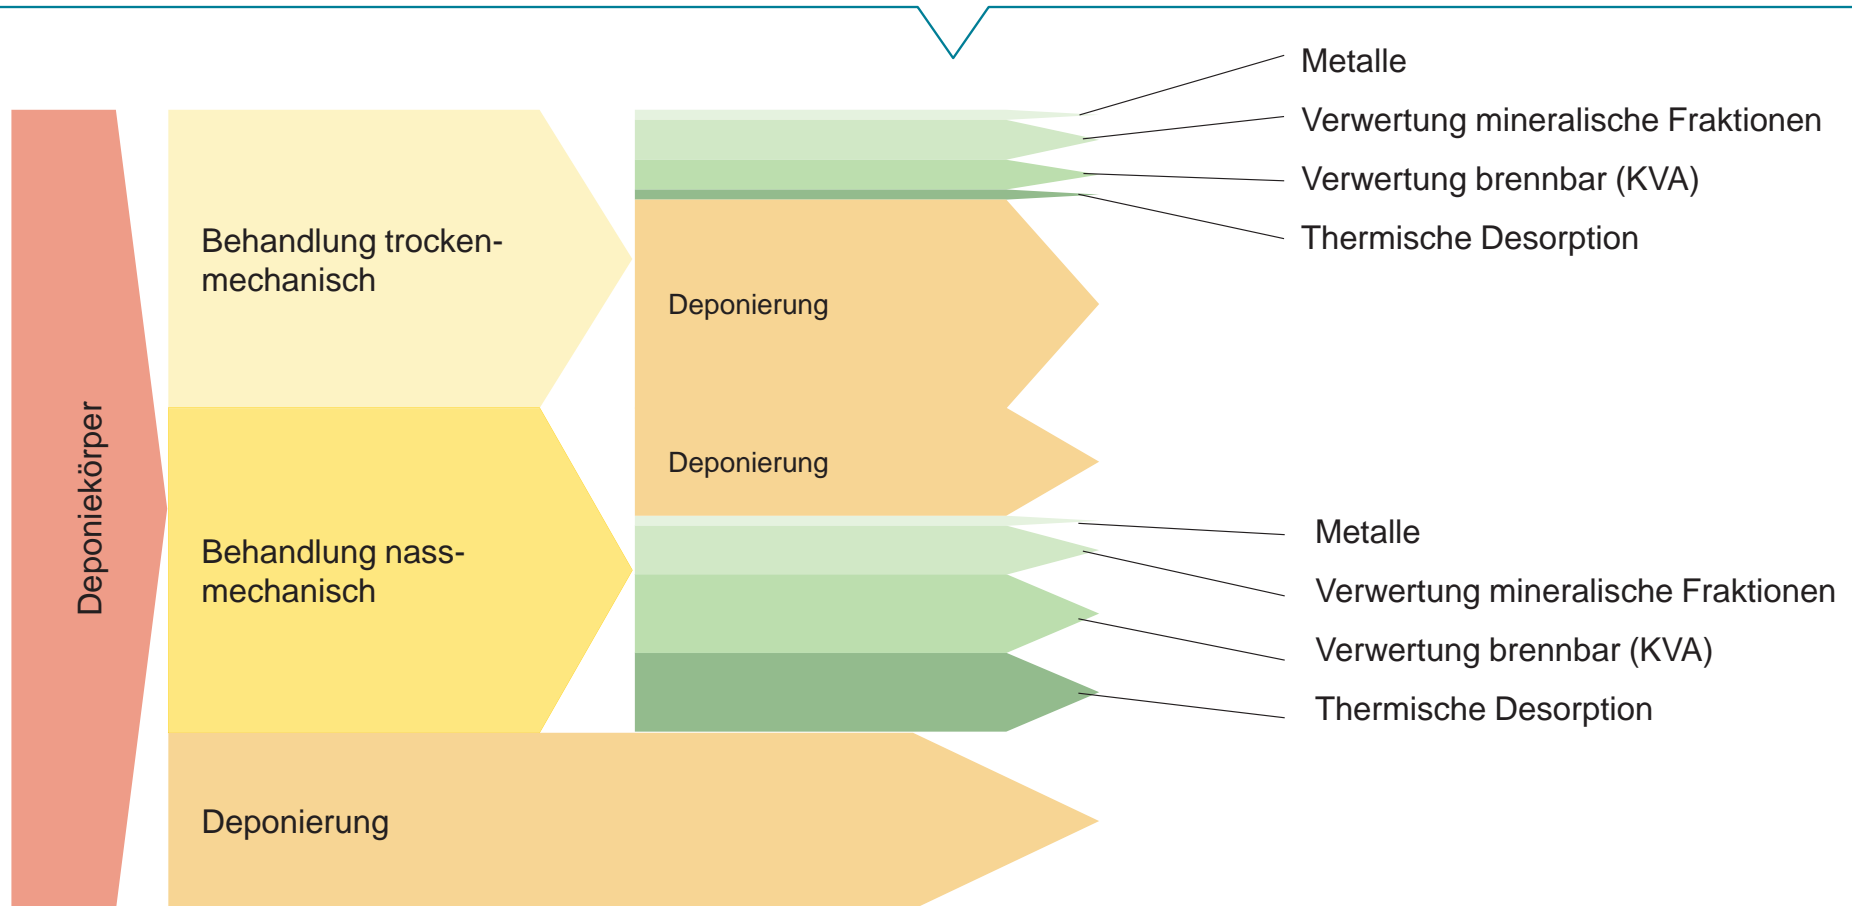 Deponiekörper
Behandlung trocken-
mechanisch
Behandlung nass-
mechanisch
Deponierung
Deponierung
Deponierung
Metalle
Verwertung mineralische Fraktionen
Verwertung brennbar (KVA)
Thermische Desorption
Metalle
Verwertung mineralische Fraktionen
Verwertung brennbar (KVA)
Thermische Desorption